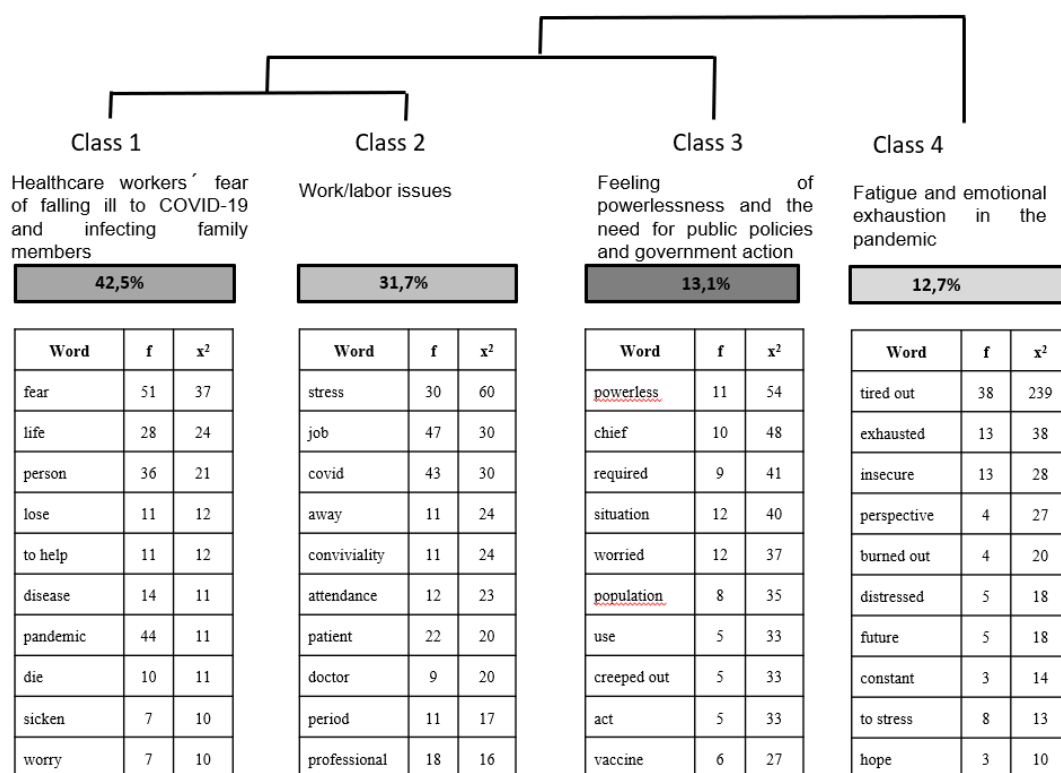 Class 1
Class 2
Class 3
Class 4
Healthcare workers´ fear
of falling ill to COVID-19
and infecting family
members
Work/labor issues
Feeling of
powerlessness and the
need for public policies
and government action
Fatigue and emotional
exhaustion in the
pandemic
42,5%
31,7%
13,1%
12,7%
Word f x²
fear 51 37
life 28 24
person 36 21
lose 11 12
to help 11 12
disease 14 11
pandemic 44 11
die 10 11
sicken 7 10
worry 7 10
Word f x²
stress 30 60
job 47 30
covid 43 30
away 11 24
conviviality 11 24
attendance 12 23
patient 22 20
doctor 9 20
period 11 17
professional 18 16
Word f x²
powerless 11 54
chief 10 48
required 9 41
situation 12 40
worried 12 37
population 8 35
use 5 33
creeped out 5 33
act 5 33
vaccine 6 27
Word f x²
tired out 38 239
exhausted 13 38
insecure 13 28
perspective 4 27
burned out 4 20
distressed 5 18
future 5 18
constant 3 14
to stress 8 13
hope 3 10